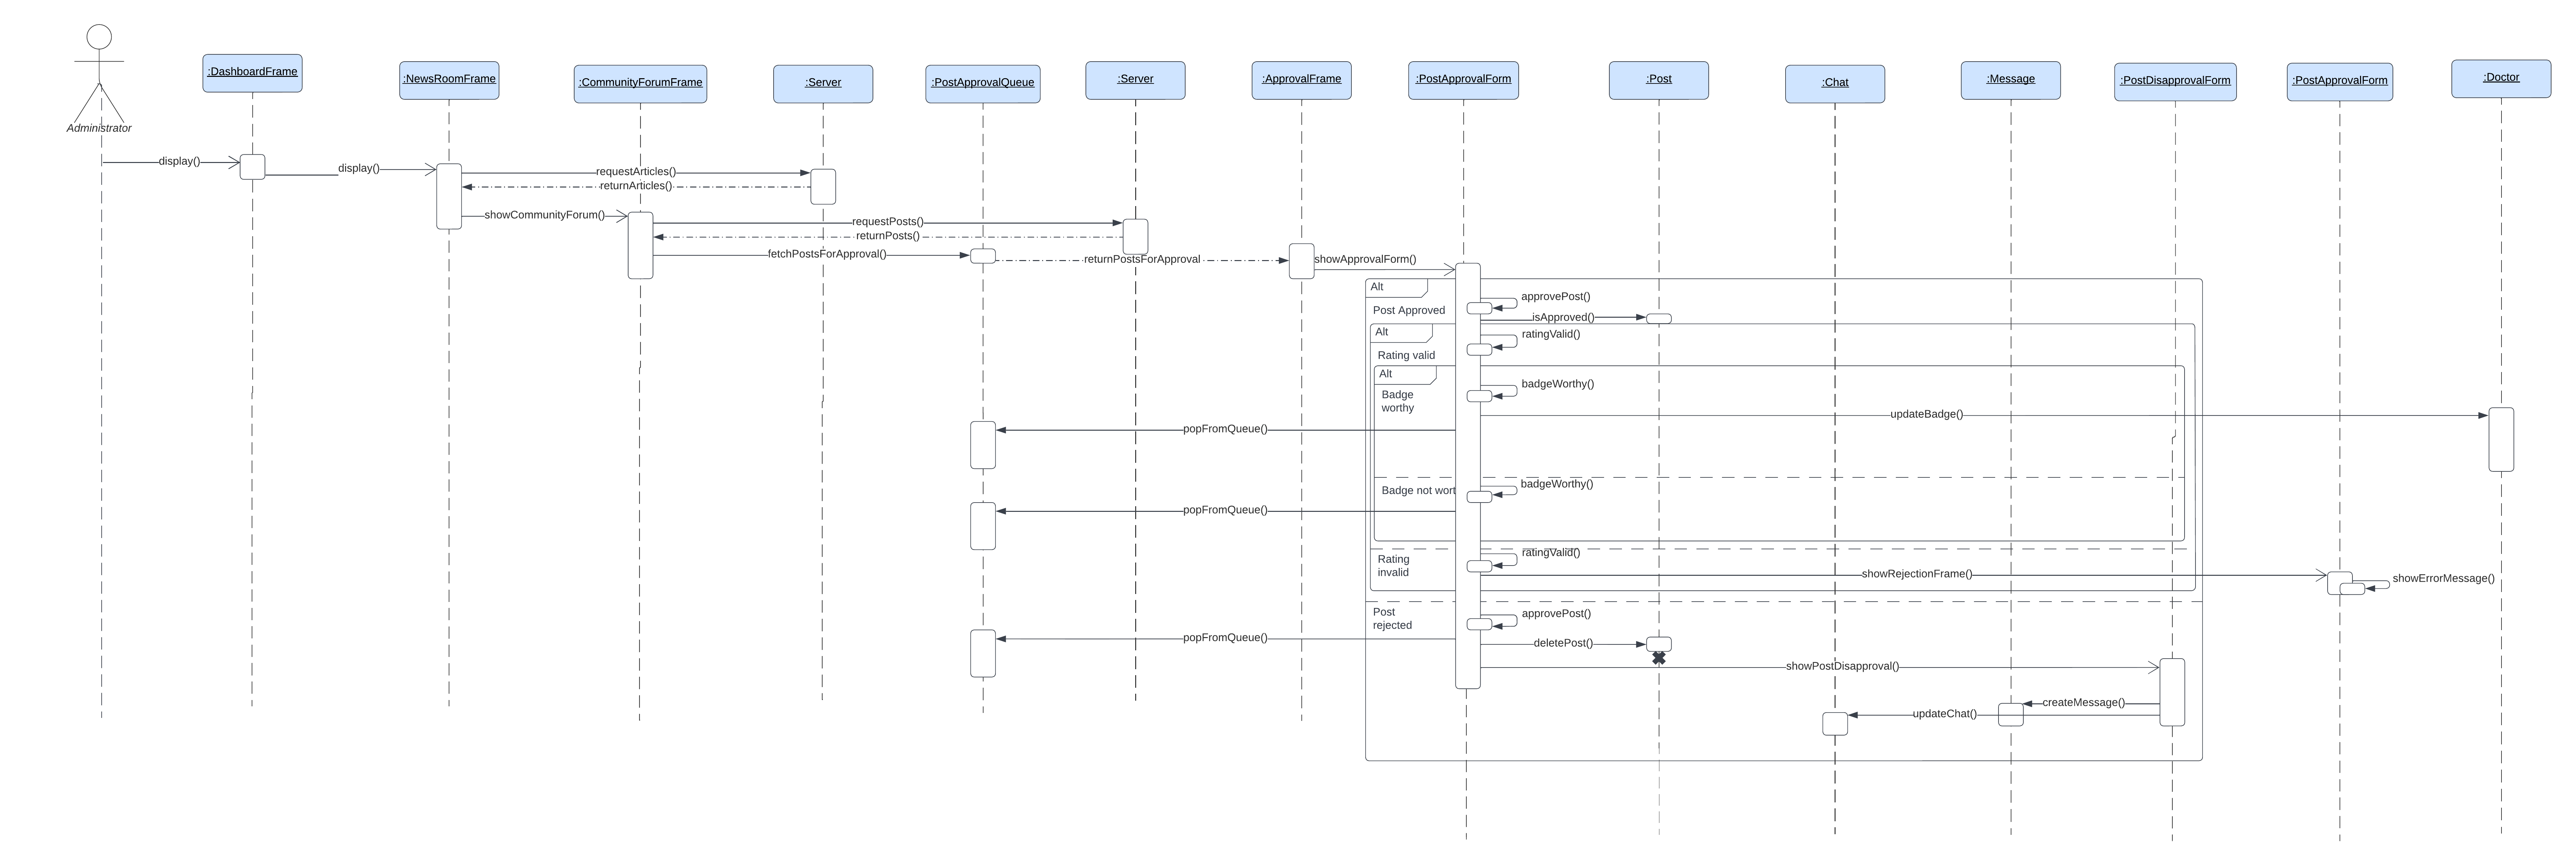 :DashboardFrame
:NewsRoomFrame
:CommunityForumFrame
:Server
:PostApprovalQueue
:Server
:ApprovalFrame
:PostApprovalForm
:Post
:Chat
:Message
:PostDisapprovalForm
:PostApprovalForm
:Doctor
Administrator
display()
display()
requestArticles()
returnArticles()
showCommunityForum()
requestPosts()
returnPosts()
fetchPostsForApproval()
returnPostsForApproval
showApprovalForm()
Alt
approvePost()
Post Approved
isApproved()
Alt
ratingValid()
Rating valid
Alt
badgeWorthy()
Badge
worthy
updateBadge()
popFromQueue()
badgeWorthy()
Badge not wort
popFromQueue()
ratingValid()
Rating
invalid
showRejectionFrame()
showErrorMessage()
Post
rejected
approvePost()
popFromQueue()
deletePost()
showPostDisapproval()
createMessage()
updateChat()